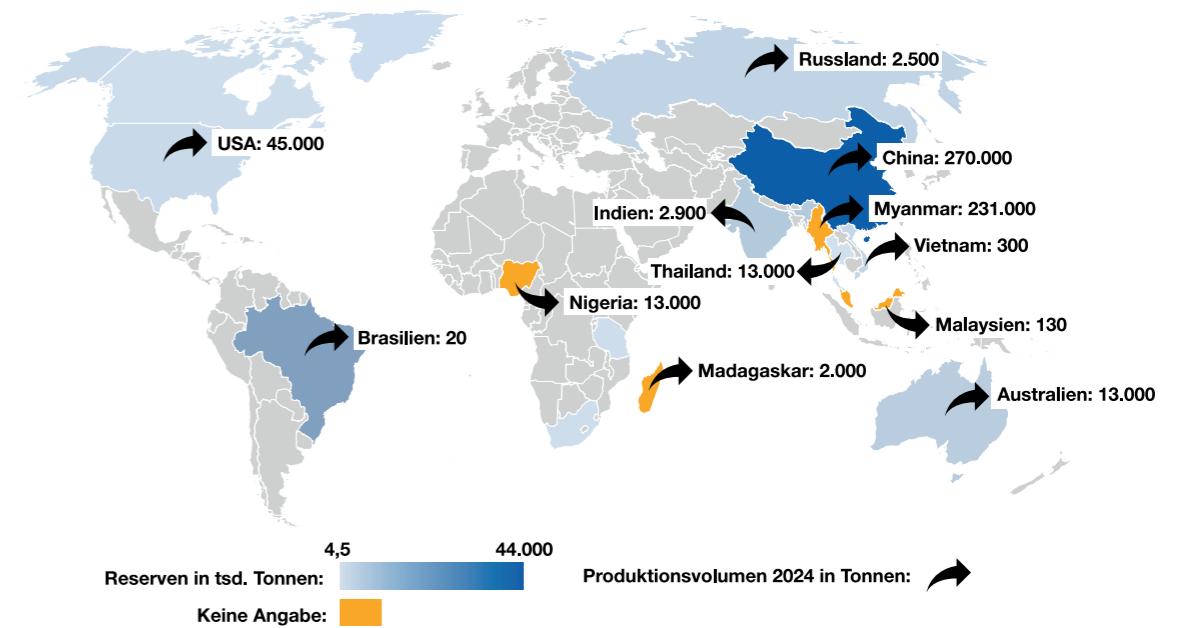 Russland: 2.500
USA: 45.000
China: 270.000
Indien: 2.900
Myanmar: 231.000
Vietnam: 300
Thailand: 13.000
Nigeria: 13.000
Malaysien: 130
Brasilien: 20
Madagaskar: 2.000
Australien: 13.000
4,5 44.000
Reserven in tsd. Tonnen:
Produktionsvolumen 2024 in Tonnen:
Keine Angabe: